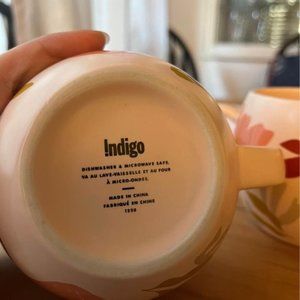 !ndigo
DISHWASHER & MICROWAVE SAFE.
VA AU LAVE-VAISSELLE ET AU FOUR
À MICRO-ONDES.
MADE IN CHINA
FABRIQUÉ EN CHINE
1220